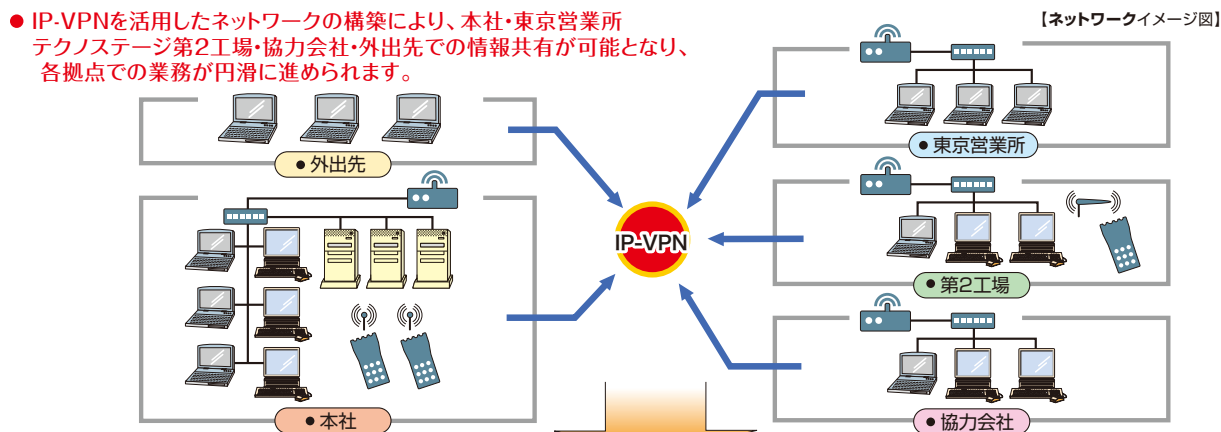 ● IP-VPNを活用したネットワークの構築により、本社・東京営業所
テクノステージ第2工場・協力会社・外出先での情報共有が可能となり、
各拠点での業務が円滑に進められます。
【ネットワークイメージ図】
● 外出先
● 東京営業所
IP-VPN
● 第2工場
● 本社
● 協力会社